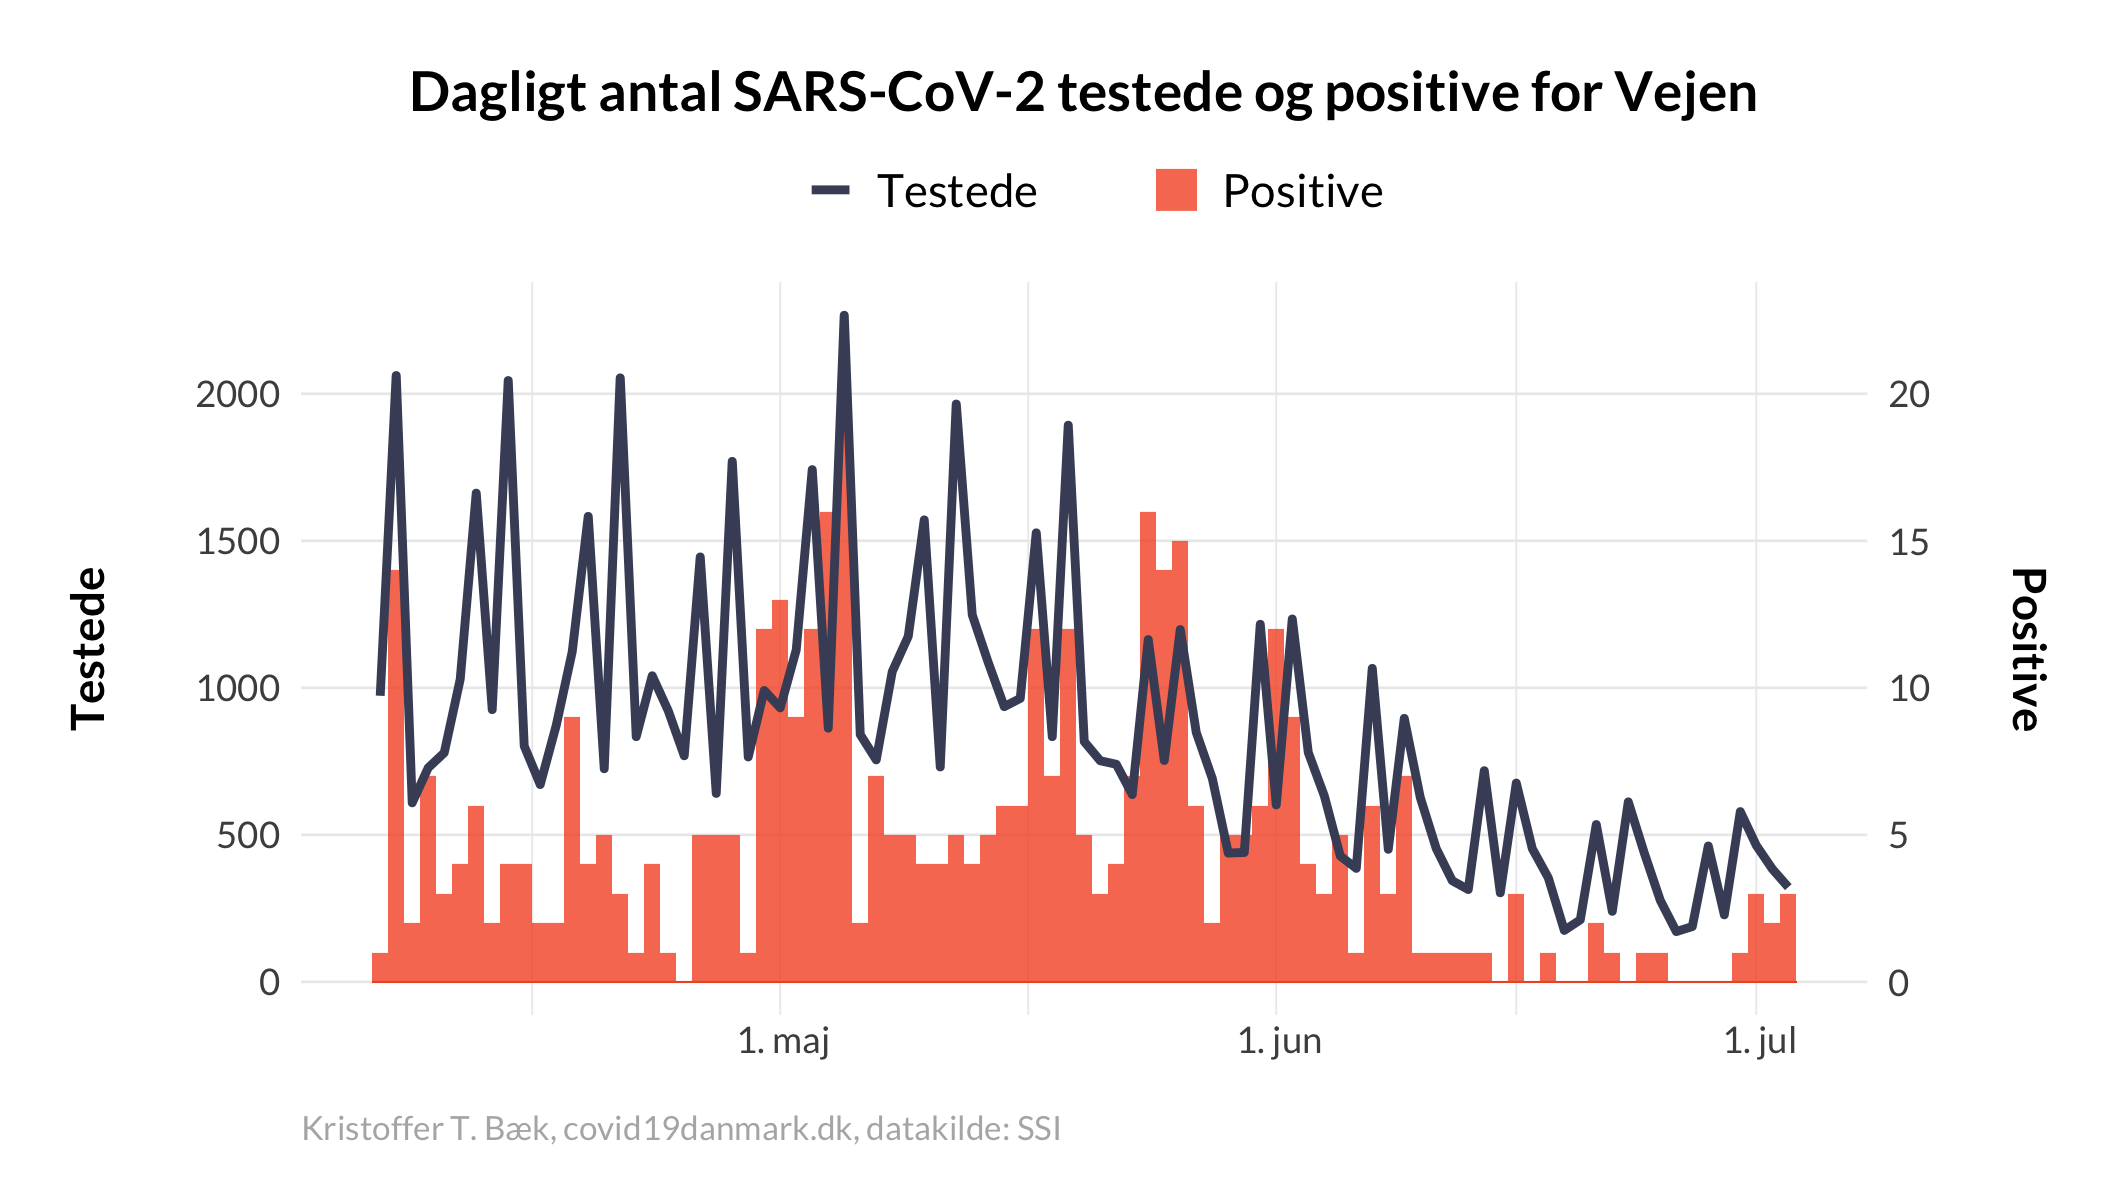 Dagligt antal SARS-CoV-2 testede og positive for Vejen
Testede
Positive
2000
1500
1000
500
0
Testede
20
15
10
5
0
Positive
1. maj
1. jun
1. jul
Kristoffer T. Bæk, covid19danmark.dk, datakilde: SSI